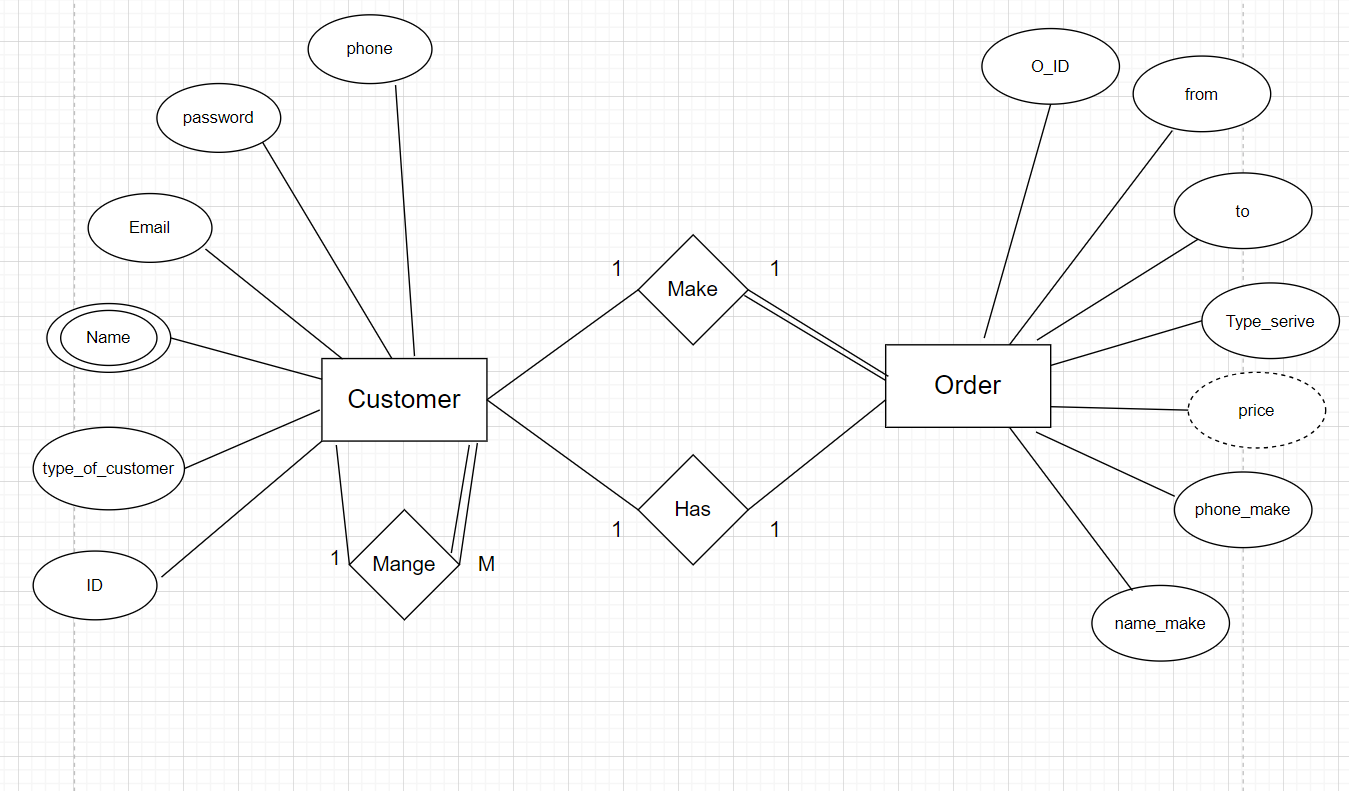 phone
O_ID
from
password
to
Email
Make
1
1
Type_serive
Name
Customer
Order
price
type_of_customer
Has
1
1
phone_make
Mange
1
M
ID
name_make